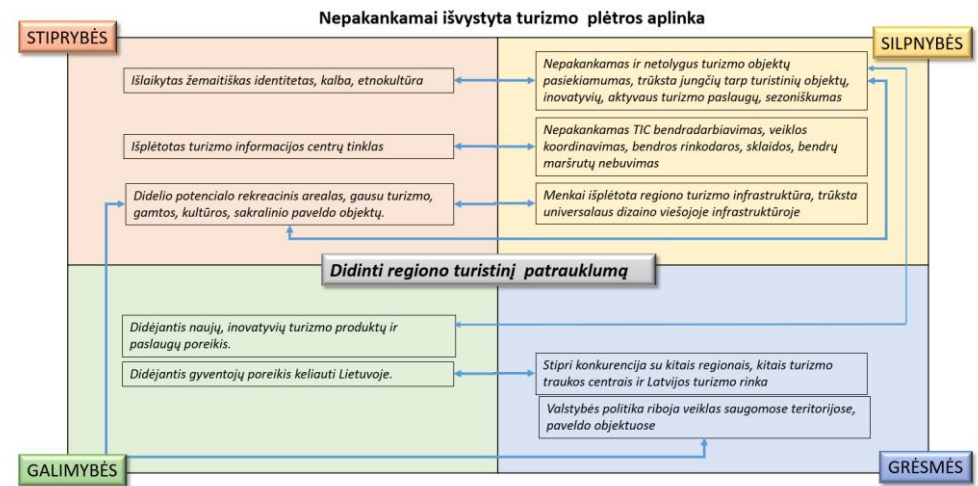 Nepakankamai išvystyta turizmo plėtros aplinka
STIPRYBĖS
SILPNYBĖS
Išlaikytas žemaitiškas identitetas, kalba, etnokultūra
Nepakankamas ir netolygus turizmo objektų
pasiekiamumas, trūksta jungčių tarp turistinių objektų,
inovatyvių, aktyvaus turizmo paslaugų, sezoniškumas
Išplėtotas turizmo informacijos centrų tinklas
Nepakankamas TIC bendradarbiavimas, veiklos
koordinavimas, bendros rinkodaros, sklaidos, bendrų
maršrutų nebuvimas
Didelio potencialo rekreacinis arealas, gausu turizmo,
gamtos, kultūros, sakralinio paveldo objektų.
Menkai išplėtota regiono turizmo infrastruktūra, trūksta
universalaus dizaino viešojoje infrastruktūroje
Didinti regiono turistinį patrauklumą
Didėjantis naujų, inovatyvių turizmo produktų ir
paslaugų poreikis.
Didėjantis gyventojų poreikis keliauti Lietuvoje.
Stipri konkurencija su kitais regionais, kitais turizmo
traukos centrais ir Latvijos turizmo rinka
Valstybės politika riboja veiklas saugomose teritorijose,
paveldo objektuose
GALIMYBĖS
GRĖSMĖS